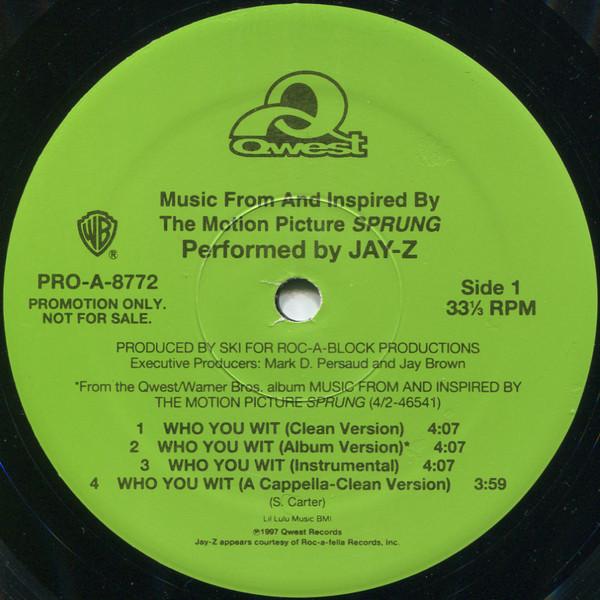 Qwest
Music From And Inspired By
The Motion Picture SPRUNG
Performed by JAY-Z
WB ®
PRO-A-8772
PROMOTION ONLY.
NOT FOR SALE.
Side 1
33⅓ RPM
PRODUCED BY SKI FOR ROC-A-BLOCK PRODUCTIONS
Executive Producers: Mark D. Persaud and Jay Brown
*From the Qwest/Warner Bros. album MUSIC FROM AND INSPIRED BY
THE MOTION PICTURE SPRUNG (4/2-46541)
1 WHO YOU WIT (Clean Version) 4:07
2 WHO YOU WIT (Album Version)* 4:07
3 WHO YOU WIT (Instrumental) 4:07
4 WHO YOU WIT (A Cappella-Clean Version) 3:59
(S. Carter)
Lil Lulu Music BMI
℗1997 Qwest Records
Jay-Z appears courtesy of Roc-a-fella Records, Inc.